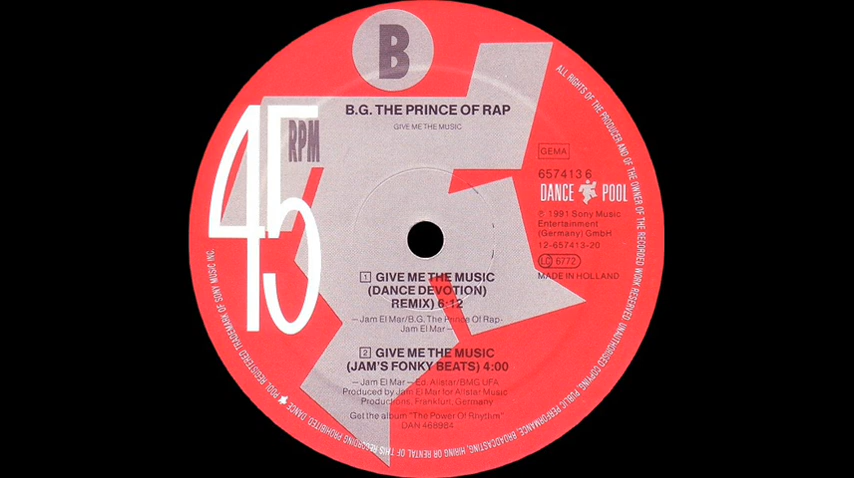 B
B.G. THE PRINCE OF RAP
GIVE ME THE MUSIC
45
RPM
GEMA
657413 6
DANCE POOL
℗ 1991 Sony Music
Entertainment
(Germany) GmbH
12-657413-20
LC 6772
MADE IN HOLLAND
1 GIVE ME THE MUSIC
(DANCE DEVOTION)
REMIX) 6:12
—Jam El Mar/B.G. The Prince Of Rap-
Jam El Mar—
2 GIVE ME THE MUSIC
(JAM'S FONKY BEATS) 4:00
—Jam El Mar—Ed. Allstar/BMG UFA
Produced by Jam El Mar for Allstar Music
Productions, Frankfurt, Germany
Get the album "The Power Of Rhythm"
DAN 468984
ALL RIGHTS OF THE PRODUCER AND OF THE OWNER OF THE RECORDED WORK RESERVED. UNAUTHORISED COPYING, PUBLIC PERFORMANCE, BROADCASTING, HIRING OR RENTAL OF THIS RECORDING PROHIBITED. DANCE POOL REGISTERED TRADEMARK OF SONY MUSIC INC.